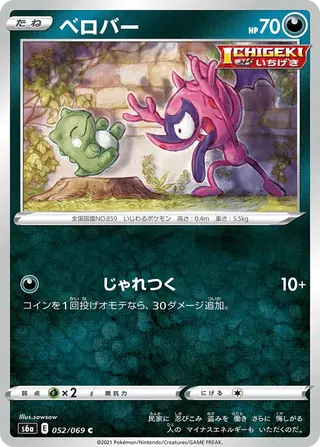 たね
ベロバー
HP70
ICHIGEKI
いちげき
全国図鑑NO.859 いじわるポケモン 高さ:0.4m 重さ:5.5kg
じゃれつく 10+
コインを1回投げオモテなら、30ダメージ追加。
弱点 ×2 抵抗力 にげる
Illus.sowsow
S6a E 052/069 C
民家に 忍びこみ 盗みを 働き さらに 悔しがる
人の マイナスエネルギーも いただくのだ。
©2021 Pokémon/Nintendo/Creatures/GAME FREAK.